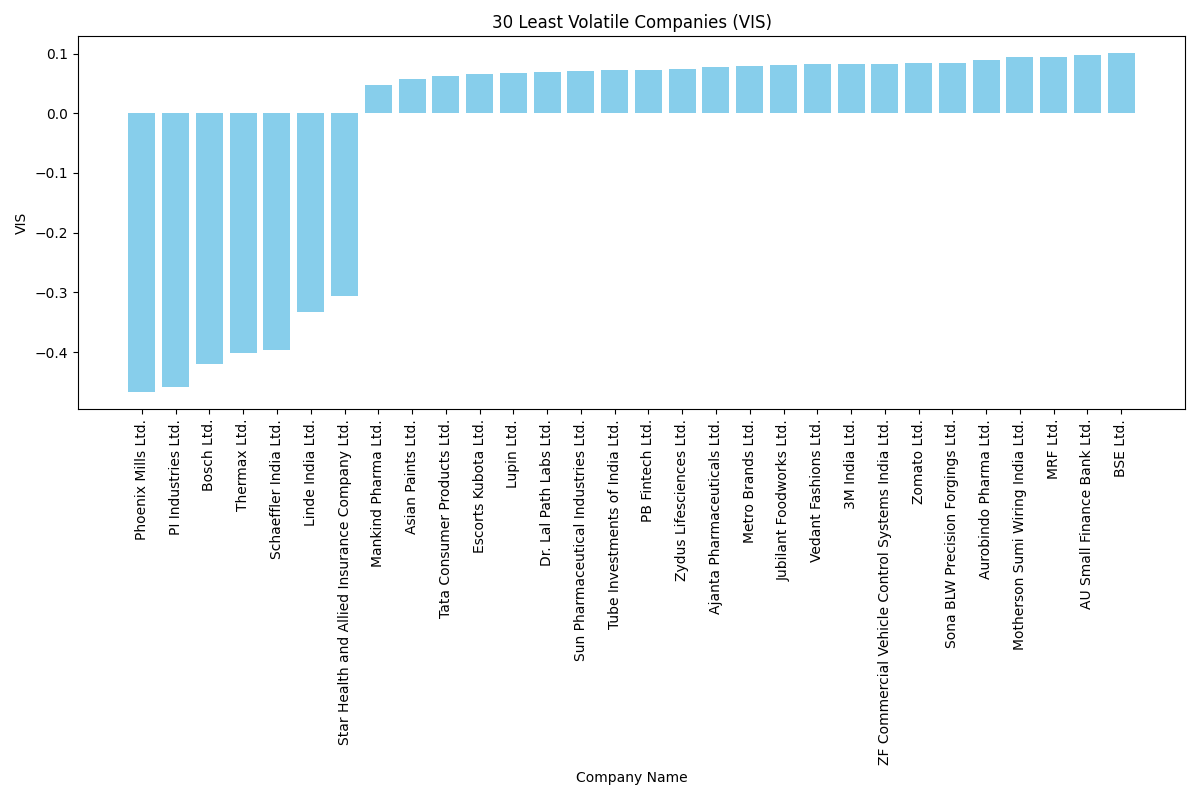 30 Least Volatile Companies (VIS)
0.1
0.0
−0.1
−0.2
−0.3
−0.4
VIS
Phoenix Mills Ltd.
PI Industries Ltd.
Bosch Ltd.
Thermax Ltd.
Schaeffler India Ltd.
Linde India Ltd.
Star Health and Allied Insurance Company Ltd.
Mankind Pharma Ltd.
Asian Paints Ltd.
Tata Consumer Products Ltd.
Escorts Kubota Ltd.
Lupin Ltd.
Dr. Lal Path Labs Ltd.
Sun Pharmaceutical Industries Ltd.
Tube Investments of India Ltd.
PB Fintech Ltd.
Zydus Lifesciences Ltd.
Ajanta Pharmaceuticals Ltd.
Metro Brands Ltd.
Jubilant Foodworks Ltd.
Vedant Fashions Ltd.
3M India Ltd.
ZF Commercial Vehicle Control Systems India Ltd.
Zomato Ltd.
Sona BLW Precision Forgings Ltd.
Aurobindo Pharma Ltd.
Motherson Sumi Wiring India Ltd.
MRF Ltd.
AU Small Finance Bank Ltd.
BSE Ltd.
Company Name